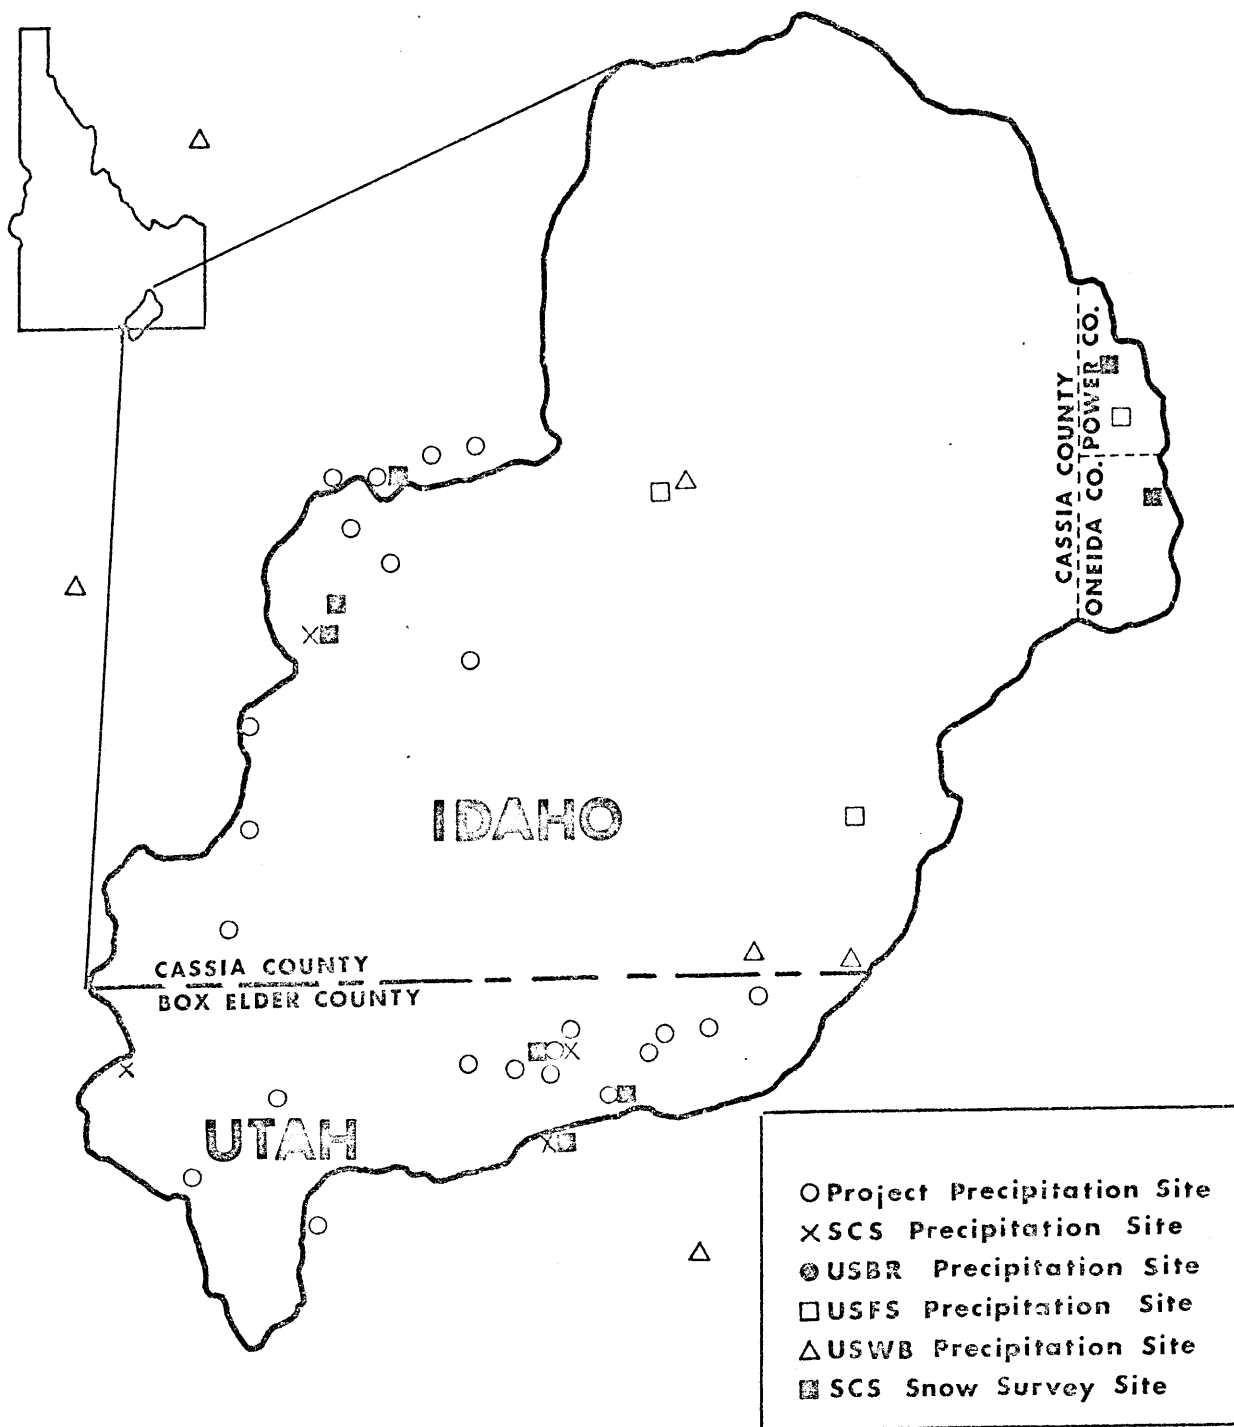 POWER CO.
CASSIA COUNTY
ONEIDA CO.
IDAHO
CASSIA COUNTY
BOX ELDER COUNTY
UTAH
Project Precipitation Site
SCS Precipitation Site
USBR Precipitation Site
USFS Precipitation Site
USWB Precipitation Site
SCS Snow Survey Site